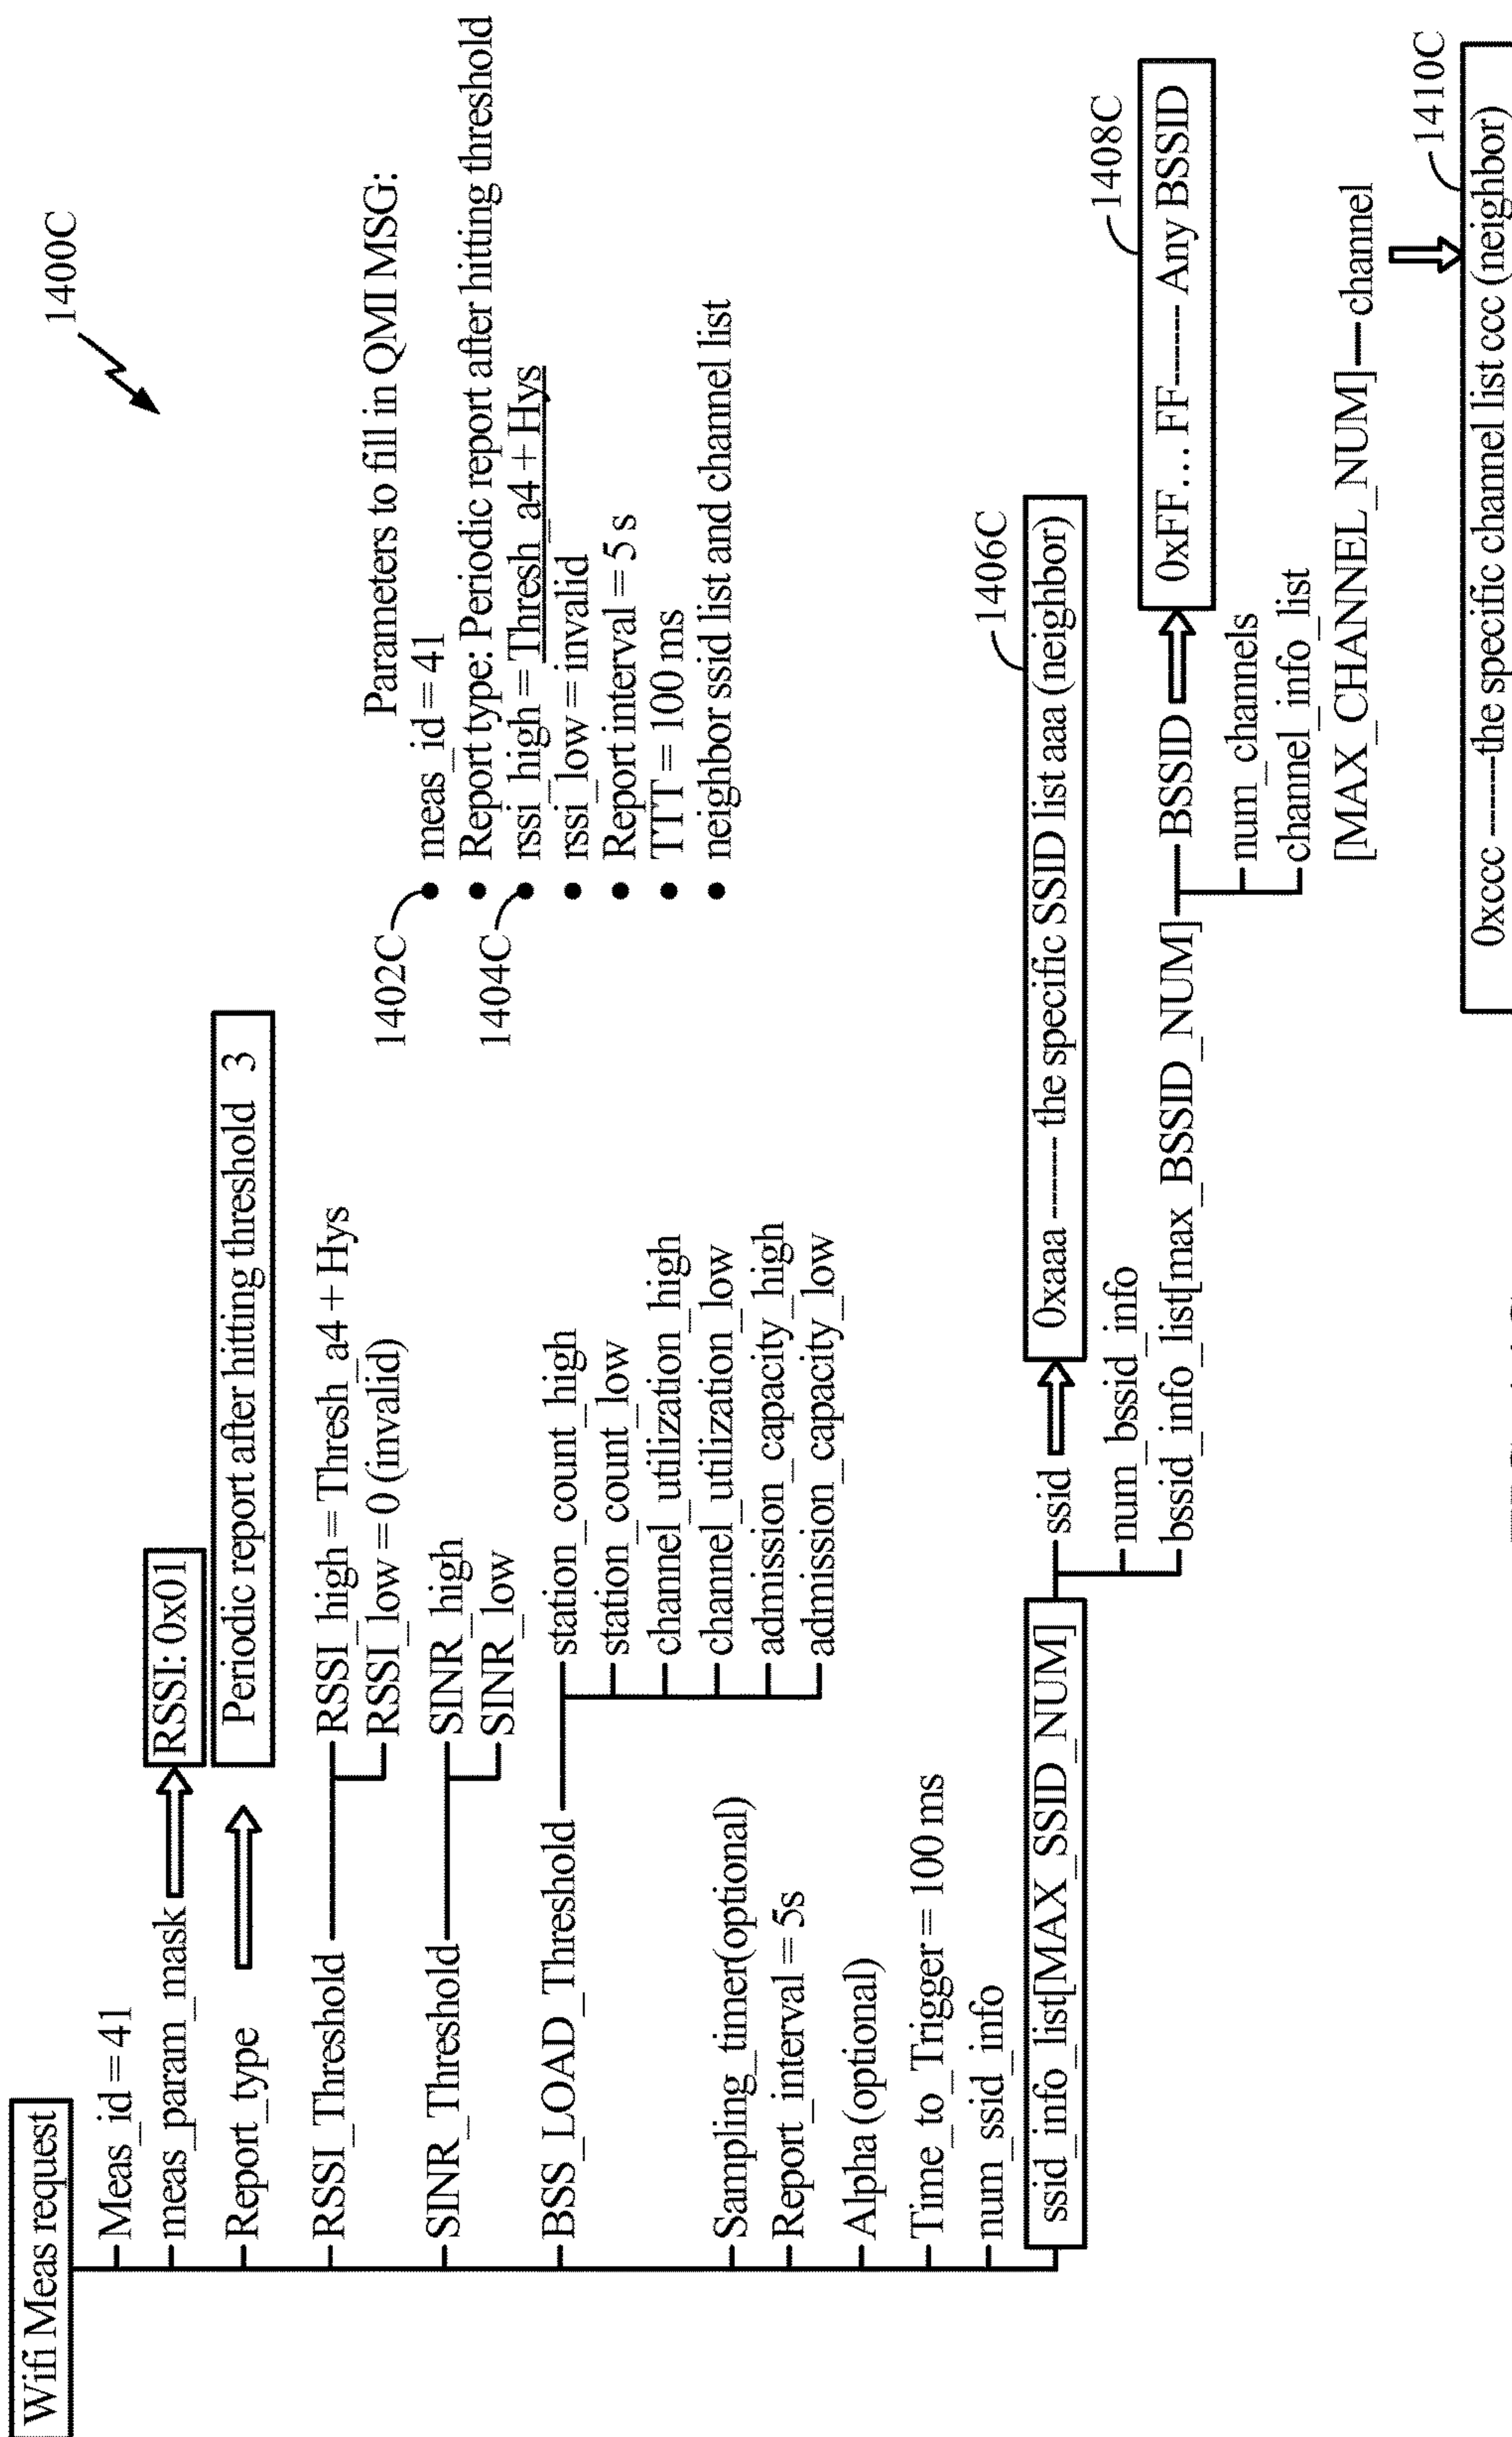 1400C
Wifi Meas request
Meas_id = 41
meas_param_mask
RSSI: 0x01
Report_type
Periodic report after hitting threshold 3
RSSI_Threshold
RSSI_high = Thresh_a4 + Hys
RSSI_low = 0 (invalid)
SINR_Threshold
SINR_high
SINR_low
BSS_LOAD_Threshold
station_count_high
station_count_low
channel_utilization_high
channel_utilization_low
admission_capacity_high
admission_capacity_low
Sampling_timer(optional)
Report_interval = 5s
Alpha (optional)
Time_to_Trigger = 100 ms
num_ssid_info
ssid_info_list[MAX_SSID_NUM]
Parameters to fill in QMI MSG:
1402C
• meas_id = 41
• Report type: Periodic report after hitting threshold
1404C
• rssi_high = Thresh_a4 + Hys
• rssi_low = invalid
• Report interval = 5 s
• TTT = 100 ms
• neighbor ssid list and channel list
ssid
1406C
0xaaa --------- the specific SSID list aaa (neighbor)
num_bssid_info
bssid_info_list[max_BSSID_NUM]
BSSID
1408C
0xFF... FF------- Any BSSID
num_channels
channel_info_list
[MAX_CHANNEL_NUM]
channel
1410C
0xccc --------the specific channel list ccc (neighbor)